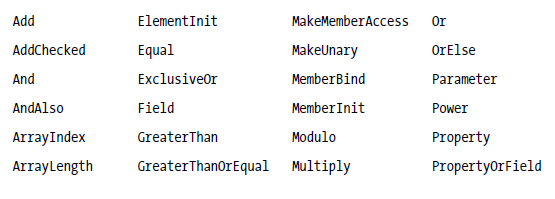 Add ElementInit MakeMemberAccess Or
AddChecked Equal MakeUnary OrElse
And ExclusiveOr MemberBind Parameter
AndAlso Field MemberInit Power
ArrayIndex GreaterThan Modulo Property
ArrayLength GreaterThanOrEqual Multiply PropertyOrField